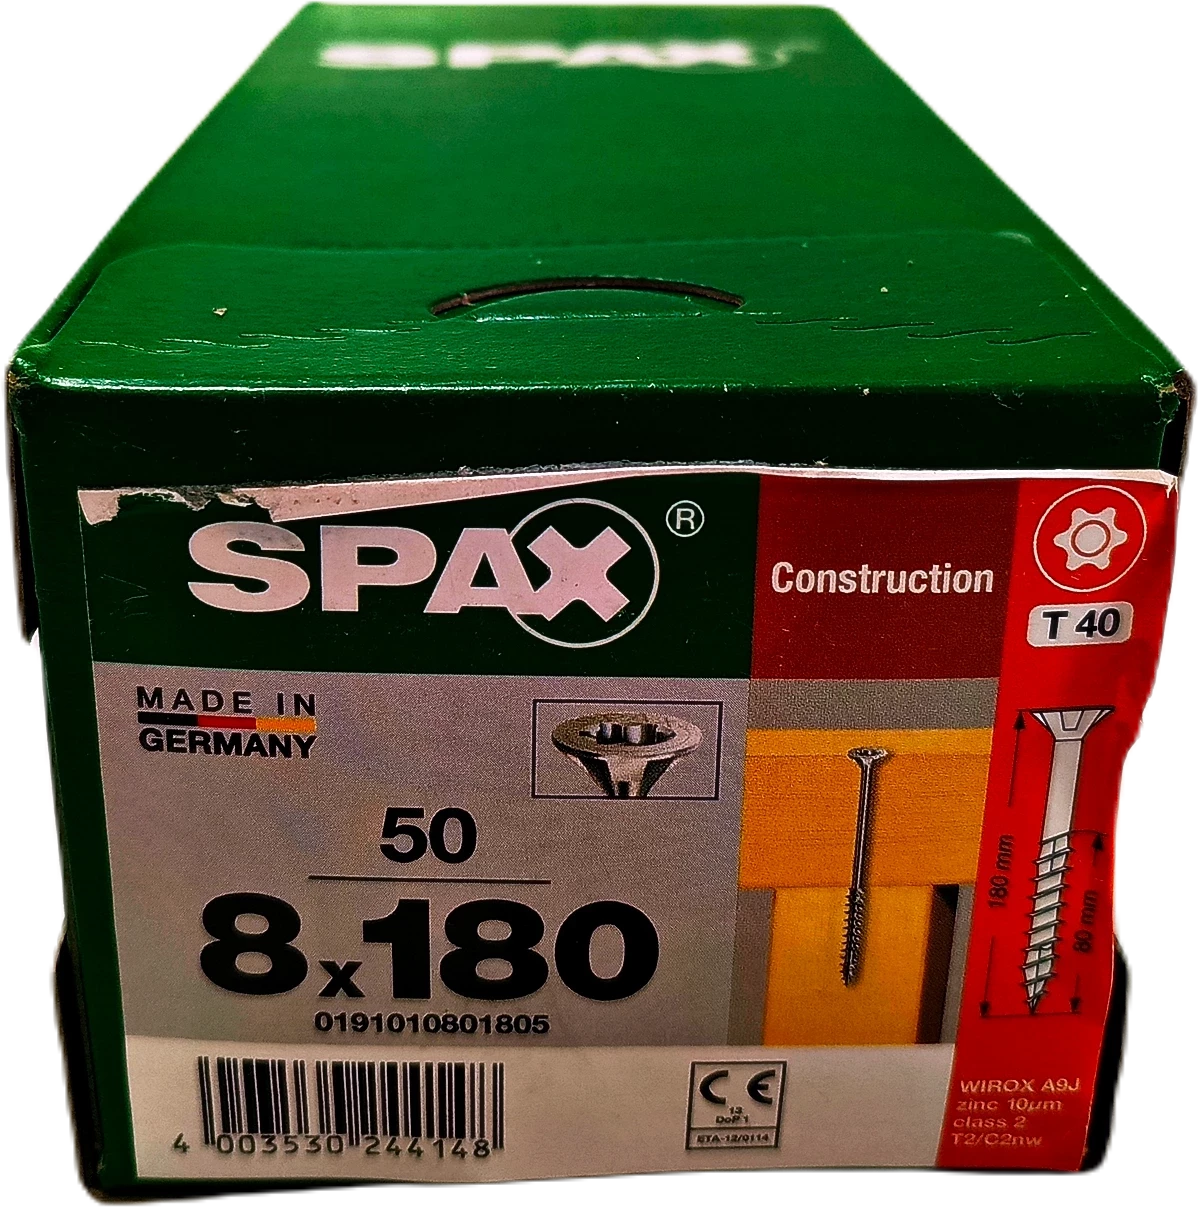 SPAX
SPAX®
Construction
T 40
MADE IN
GERMANY
50
8x180
0191010801805
180 mm
80 mm
4 003530 244148
CE
13
DoP 1
ETA-12/0114
WIROX A9J
zinc 10µm
class 2
T2/C2nw